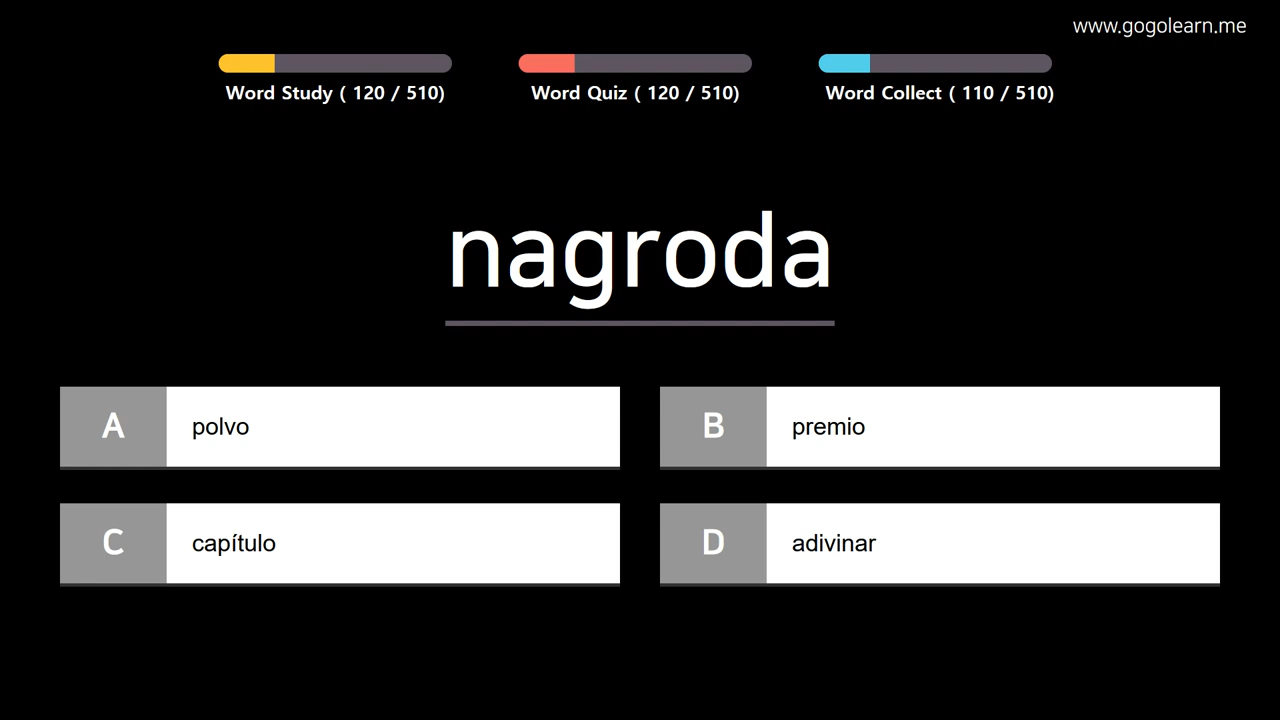 www.gogolearn.me
Word Study ( 120 / 510)
Word Quiz ( 120 / 510)
Word Collect ( 110 / 510)
nagroda
A polvo
B premio
C capítulo
D adivinar